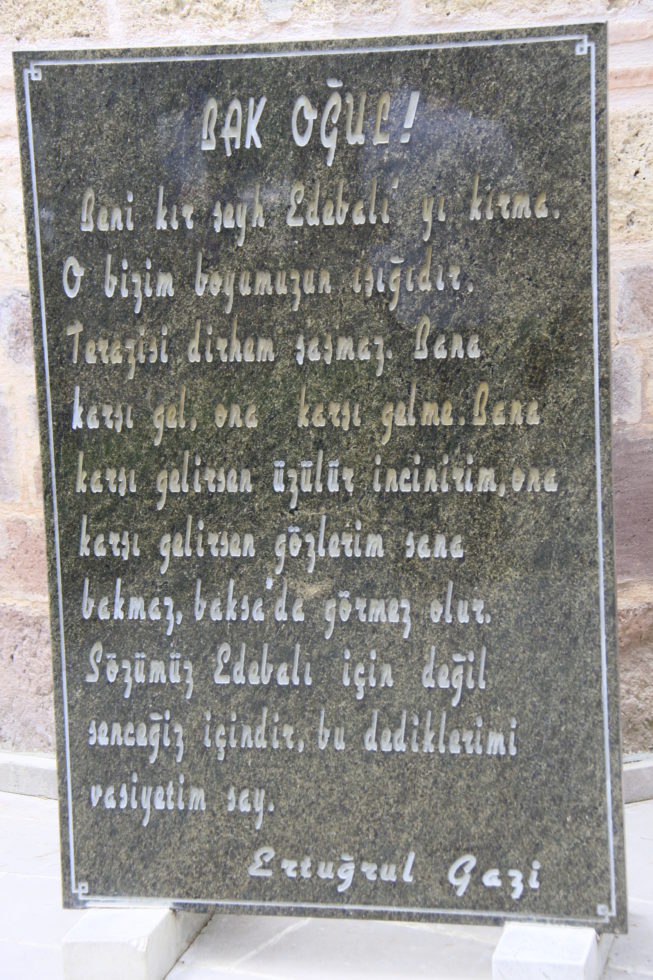 BAK OĞUL!
Beni kır şeyh Edebali yı kırma.
O bizim boyumuzun ışığıdır.
Terazisi dirhem şaşmaz. Bana
karşı gel, ona karşı gelme. Bana
karşı gelirsen üzülür incinirim, ona
karşı gelirsen gözlerim sana
bakmaz, baksa'da görmez olur.
Sözümüz Edebalı için değil
senceğiz içindir, bu dediklerimi
vasiyetim say.
Ertuğrul Gazi